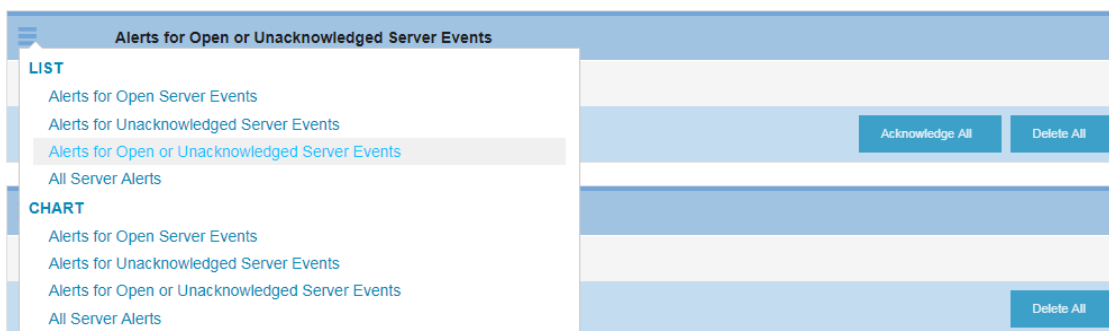 Alerts for Open or Unacknowledged Server Events
LIST
Alerts for Open Server Events
Alerts for Unacknowledged Server Events
Alerts for Open or Unacknowledged Server Events
All Server Alerts
Acknowledge All
Delete All
CHART
Alerts for Open Server Events
Alerts for Unacknowledged Server Events
Alerts for Open or Unacknowledged Server Events
All Server Alerts
Delete All